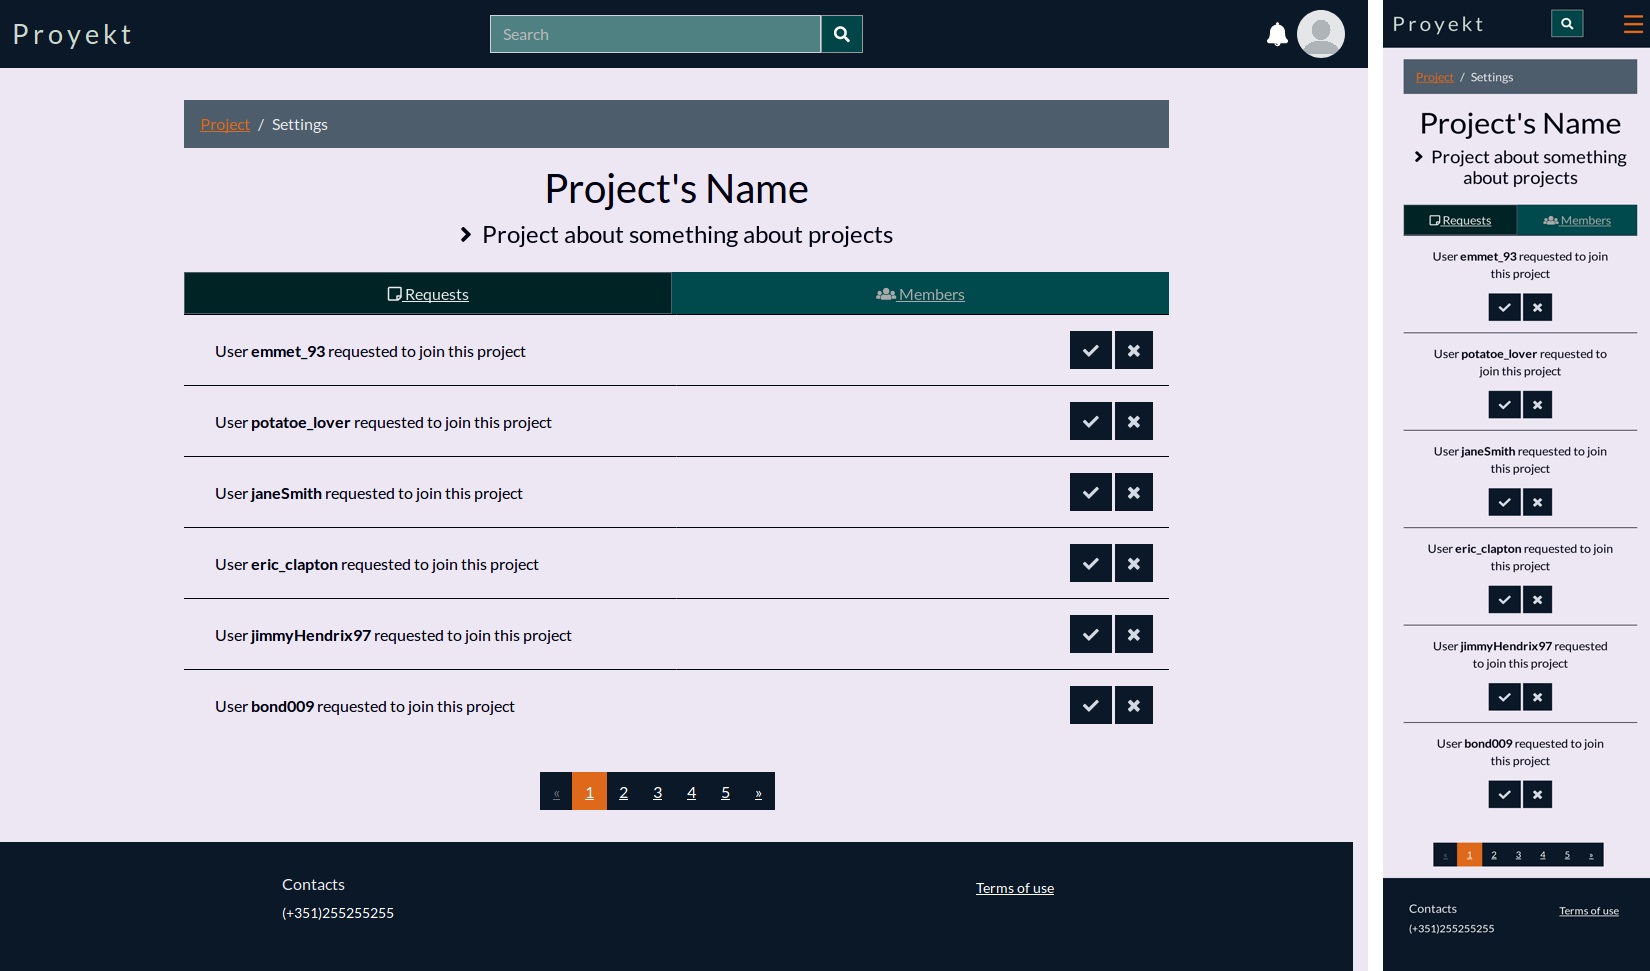 Proyekt
Search
Project / Settings
Project's Name
Project about something about projects
Requests
Members
User emmet_93 requested to join this project
User potatoe_lover requested to join this project
User janeSmith requested to join this project
User eric_clapton requested to join this project
User jimmyHendrix97 requested to join this project
User bond009 requested to join this project
« 1 2 3 4 5 »
Contacts
(+351)255255255
Terms of use
Proyekt
Project / Settings
Project's Name
Project about something
about projects
Requests
Members
User emmet_93 requested to join
this project
User potatoe_lover requested to
join this project
User janeSmith requested to join
this project
User eric_clapton requested to join
this project
User jimmyHendrix97 requested
to join this project
User bond009 requested to join
this project
« 1 2 3 4 5 »
Contacts
(+351)255255255
Terms of use